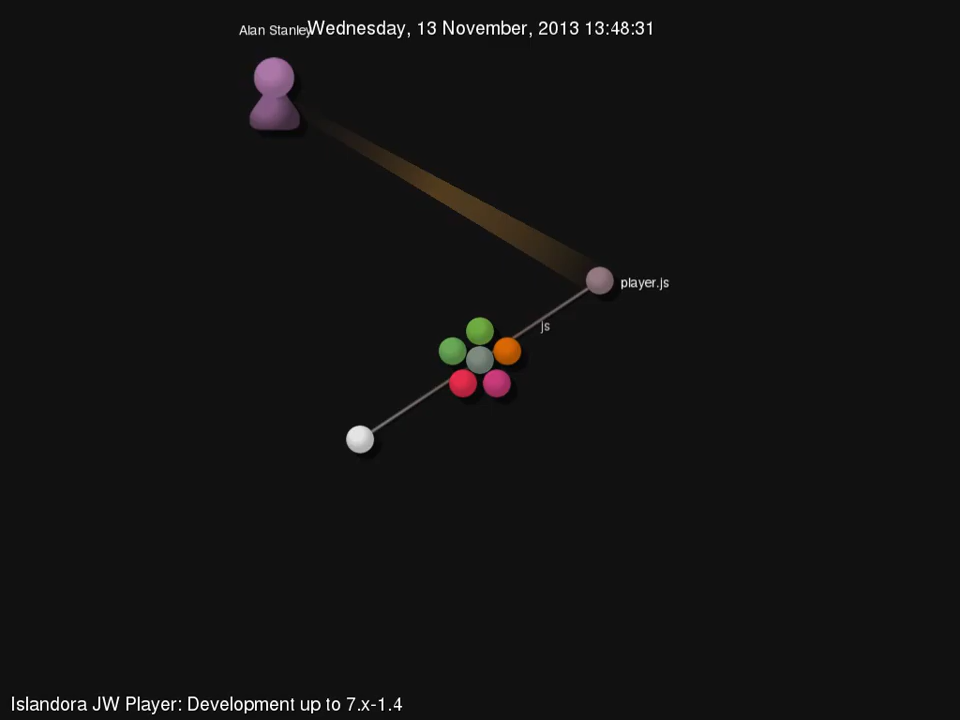 Alan Stanley
Wednesday, 13 November, 2013 13:48:31
player.js
js
Islandora JW Player: Development up to 7.x-1.4